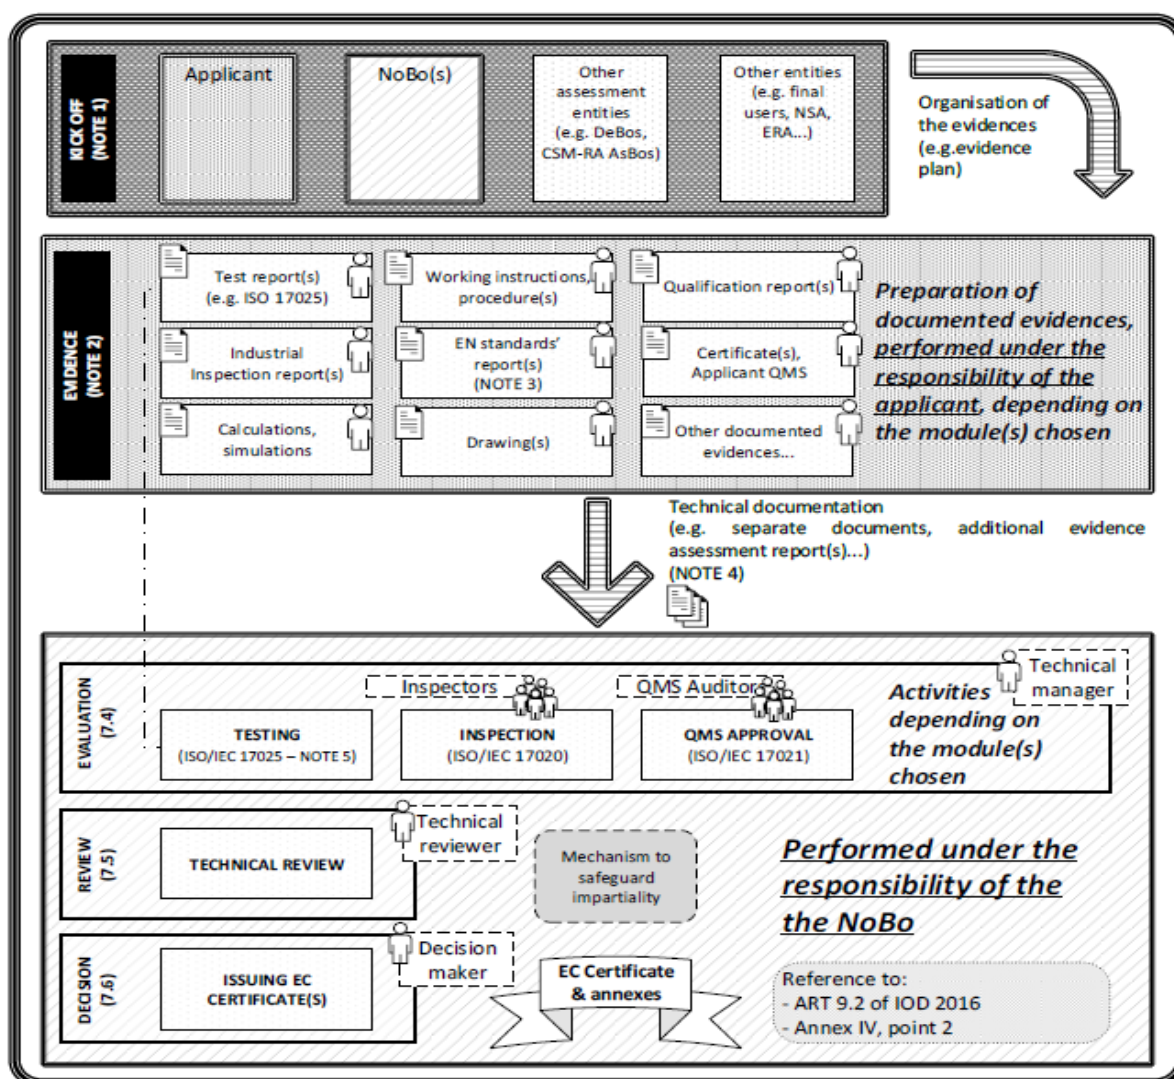 KICK OFF
(NOTE 1)
Applicant
NoBo(s)
Other
assessment
entities
(e.g. DeBos,
CSM-RA AsBos)
Other entities
(e.g. final
users, NSA,
ERA...)
Organisation of
the evidences
(e.g.evidence
plan)
EVIDENCE
(NOTE 2)
Test report(s)
(e.g. ISO 17025)
Working instructions,
procedure(s)
Qualification report(s)
Industrial
Inspection report(s)
EN standards'
report(s)
(NOTE 3)
Certificate(s),
Applicant QMS
Calculations,
simulations
Drawing(s)
Other documented
evidences...
Preparation of
documented evidences,
performed under the
responsibility of the
applicant, depending on
the module(s) chosen
Technical documentation
(e.g. separate documents, additional evidence
assessment report(s)...)
(NOTE 4)
EVALUATION
(7.4)
Inspectors
QMS Auditors
Technical
manager
TESTING
(ISO/IEC 17025 – NOTE 5)
INSPECTION
(ISO/IEC 17020)
QMS APPROVAL
(ISO/IEC 17021)
Activities
depending on
the module(s)
chosen
REVIEW
(7.5)
TECHNICAL REVIEW
Technical
reviewer
Mechanism to
safeguard
impartiality
Performed under the
responsibility of the
the NoBo
DECISION
(7.6)
ISSUING EC
CERTIFICATE(S)
Decision
maker
EC Certificate
& annexes
Reference to:
- ART 9.2 of IOD 2016
- Annex IV, point 2